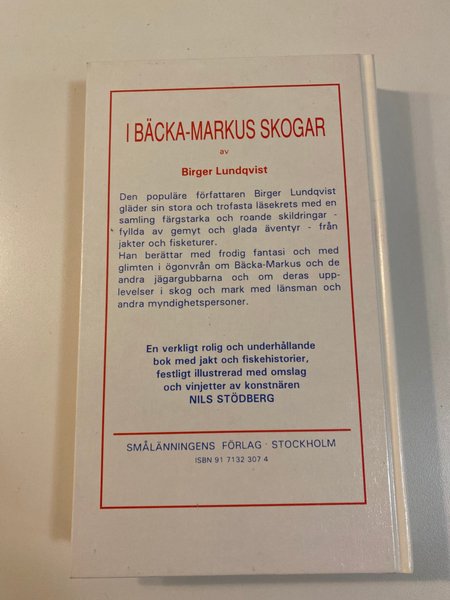 I BÄCKA-MARKUS SKOGAR
av
Birger Lundqvist
Den populäre författaren Birger Lundqvist
gläder sin stora och trofasta läsekrets med en
samling färgstarka och roande skildringar -
fyllda av gemyt och glada äventyr - från
jakter och fisketurer.
Han berättar med frodig fantasi och med
glimten i ögonvrån om Bäcka-Markus och de
andra jägargubbarna och om deras upp-
levelser i skog och mark med länsman och
andra myndighetspersoner.
En verkligt rolig och underhållande
bok med jakt och fiskehistorier,
festligt illustrerad med omslag
och vinjetter av konstnären
NILS STÖDBERG
SMÅLÄNNINGENS FÖRLAG · STOCKHOLM
ISBN 91 7132 307 4